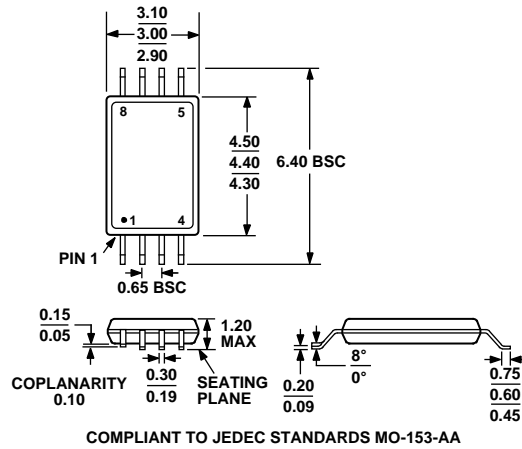 3.10
3.00
2.90
8 5
4.50
4.40
4.30
6.40 BSC
1 4
PIN 1
0.65 BSC
0.15
0.05
1.20
MAX
COPLANARITY
0.10
0.30
0.19
SEATING
PLANE
8°
0°
0.20
0.09
0.75
0.60
0.45
COMPLIANT TO JEDEC STANDARDS MO-153-AA